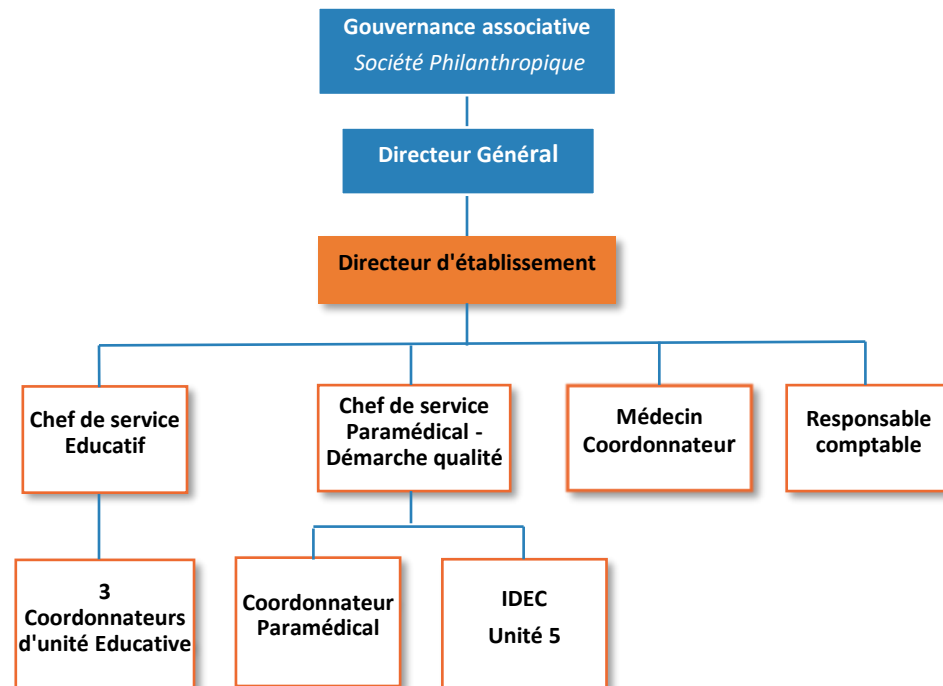 Gouvernance associative
Société Philanthropique
Directeur Général
Directeur d'établissement
Chef de service
Educatif
Chef de service
Paramédical -
Démarche qualité
Médecin
Coordonnateur
Responsable
comptable
3
Coordonnateurs
d'unité Educative
Coordonnateur
Paramédical
IDEC
Unité 5